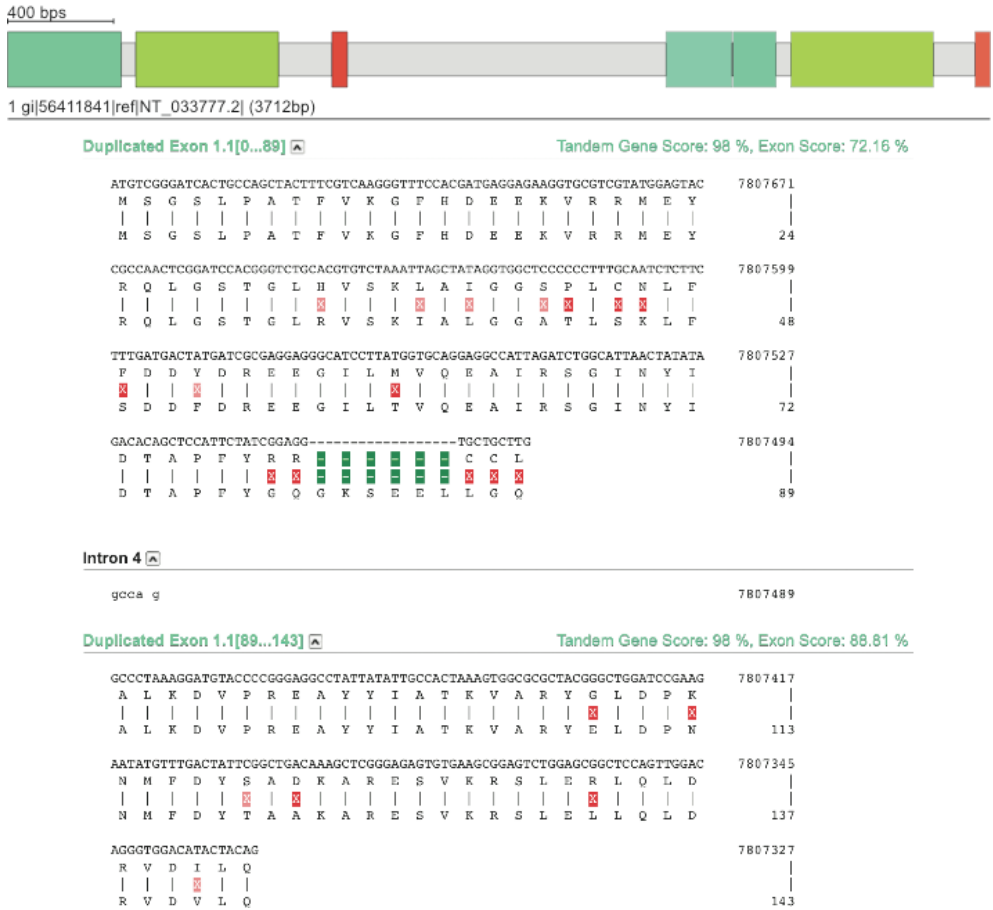 400 bps
1 gi|56411841|ref|NT_033777.2| (3712bp)
Duplicated Exon 1.1[0...89] Tandem Gene Score: 98 %, Exon Score: 72.16 %
ATGTCGGGATCACTGCCAGCTACTTTCGTCAAGGGTTTCCACGATGAGGAGAAGGTGCGTCGTATGGAGTAC 7807671
M S G S L P A T F V K G F H D E E K V R R M E Y |
| | | | | | | | | | | | | | | | | | | | | | | |
M S G S L P A T F V K G F H D E E K V R R M E Y 24
CGCCAACTCGGATCCACGGGTCTGCACGTGTCTAAATTAGCTATAGGTGGCTCCCCCCTTTGCAATCTCTTC 7807599
R Q L G S T G L H V S K L A I G G S P L C N L F |
| | | | | | | | X | | | X | X | | X X | X X | |
R Q L G S T G L R V S K I A L G G A T L S K L F 48
TTTGATGACTATGATCGCGAGGAGGGCATCCTTATGGTGCAGGAGGCCATTAGATCTGGCATTAACTATATA 7807527
F D D Y D R E E G I L M V Q E A I R S G I N Y I |
X | | X | | | | | | | X | | | | | | | | | | | |
S D D F D R E E G I L T V Q E A I R S G I N Y I 72
GACACAGCTCCATTCTATCGGAGG------------------TGCTGCTTG 7807494
D T A P F Y R R - - - - - - C C L |
| | | | | | X X - - - - - - X X X
D T A P F Y G Q G K S E E L L G Q 89
Intron 4
gcca g 7807489
Duplicated Exon 1.1[89...143] Tandem Gene Score: 98 %, Exon Score: 88.81 %
GCCCTAAAGGATGTACCCCGGGAGGCCTATTATATTGCCACTAAAGTGGCGCGCTACGGGCTGGATCCGAAG 7807417
A L K D V P R E A Y Y I A T K V A R Y G L D P K |
| | | | | | | | | | | | | | | | | | | X | | | X
A L K D V P R E A Y Y I A T K V A R Y E L D P N 113
AATATGTTTGACTATTCGGCTGACAAAGCTCGGGAGAGTGTGAAGCGGAGTCTGGAGCGGCTCCAGTTGGAC 7807345
N M F D Y S A D K A R E S V K R S L E R L Q L D |
| | | | | X | X | | | | | | | | | | | X | | | |
N M F D Y T A A K A R E S V K R S L E L L Q L D 137
AGGGTGGACATACTACAG 7807327
R V D I L Q |
| | | X | |
R V D V L Q 143